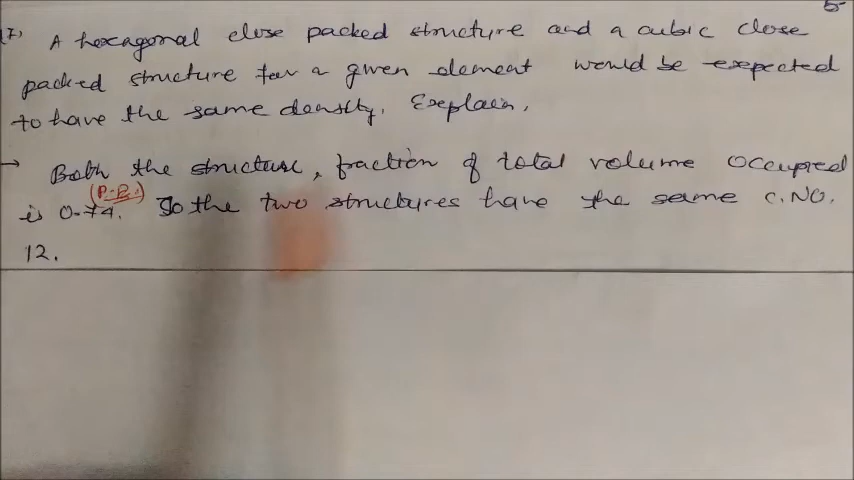 5-
(7) A hexagonal close packed structure and a cubic close
packed structure for a given element would be exepected
to have the same density. Exeplain.
→ Both the structure, fraction of total volume occupied
(P.E.)
is 0.74. So the two structures have the same C.NO.
12.